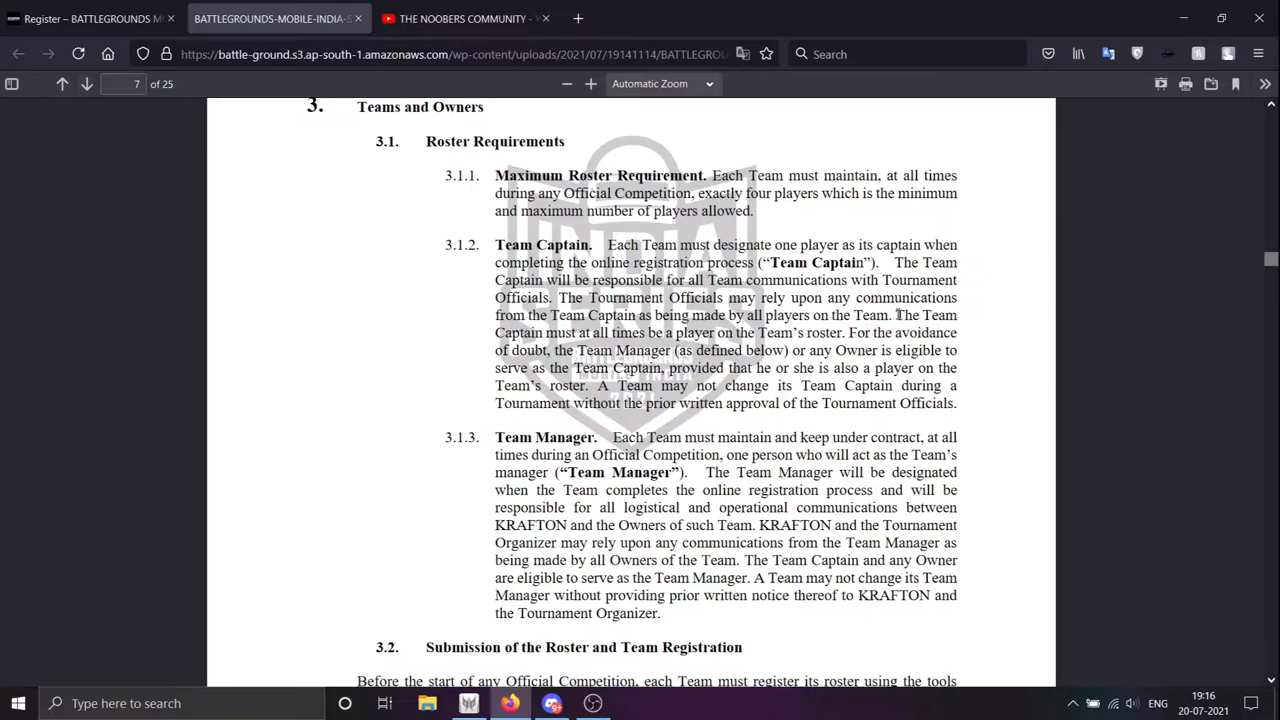 Register – BATTLEGROUNDS M
BATTLEGROUNDS-MOBILE-INDIA-S
THE NOOBERS COMMUNITY -
https://battle-ground.s3.ap-south-1.amazonaws.com/wp-content/uploads/2021/07/19141114/BATTLEGROU
Search
7 of 25
Automatic Zoom
3. Teams and Owners
3.1. Roster Requirements
3.1.1. Maximum Roster Requirement. Each Team must maintain, at all times
during any Official Competition, exactly four players which is the minimum
and maximum number of players allowed.
3.1.2. Team Captain. Each Team must designate one player as its captain when
completing the online registration process (“Team Captain”). The Team
Captain will be responsible for all Team communications with Tournament
Officials. The Tournament Officials may rely upon any communications
from the Team Captain as being made by all players on the Team. The Team
Captain must at all times be a player on the Team’s roster. For the avoidance
of doubt, the Team Manager (as defined below) or any Owner is eligible to
serve as the Team Captain, provided that he or she is also a player on the
Team’s roster. A Team may not change its Team Captain during a
Tournament without the prior written approval of the Tournament Officials.
3.1.3. Team Manager. Each Team must maintain and keep under contract, at all
times during an Official Competition, one person who will act as the Team’s
manager (“Team Manager”). The Team Manager will be designated
when the Team completes the online registration process and will be
responsible for all logistical and operational communications between
KRAFTON and the Owners of such Team. KRAFTON and the Tournament
Organizer may rely upon any communications from the Team Manager as
being made by all Owners of the Team. The Team Captain and any Owner
are eligible to serve as the Team Manager. A Team may not change its Team
Manager without providing prior written notice thereof to KRAFTON and
the Tournament Organizer.
3.2. Submission of the Roster and Team Registration
Before the start of any Official Competition, each Team must register its roster using the tools
INDIA
SERIES
BATTLEGROUNDS
MOBILE INDIA
2021
Type here to search
ENG
19:16
20-07-2021